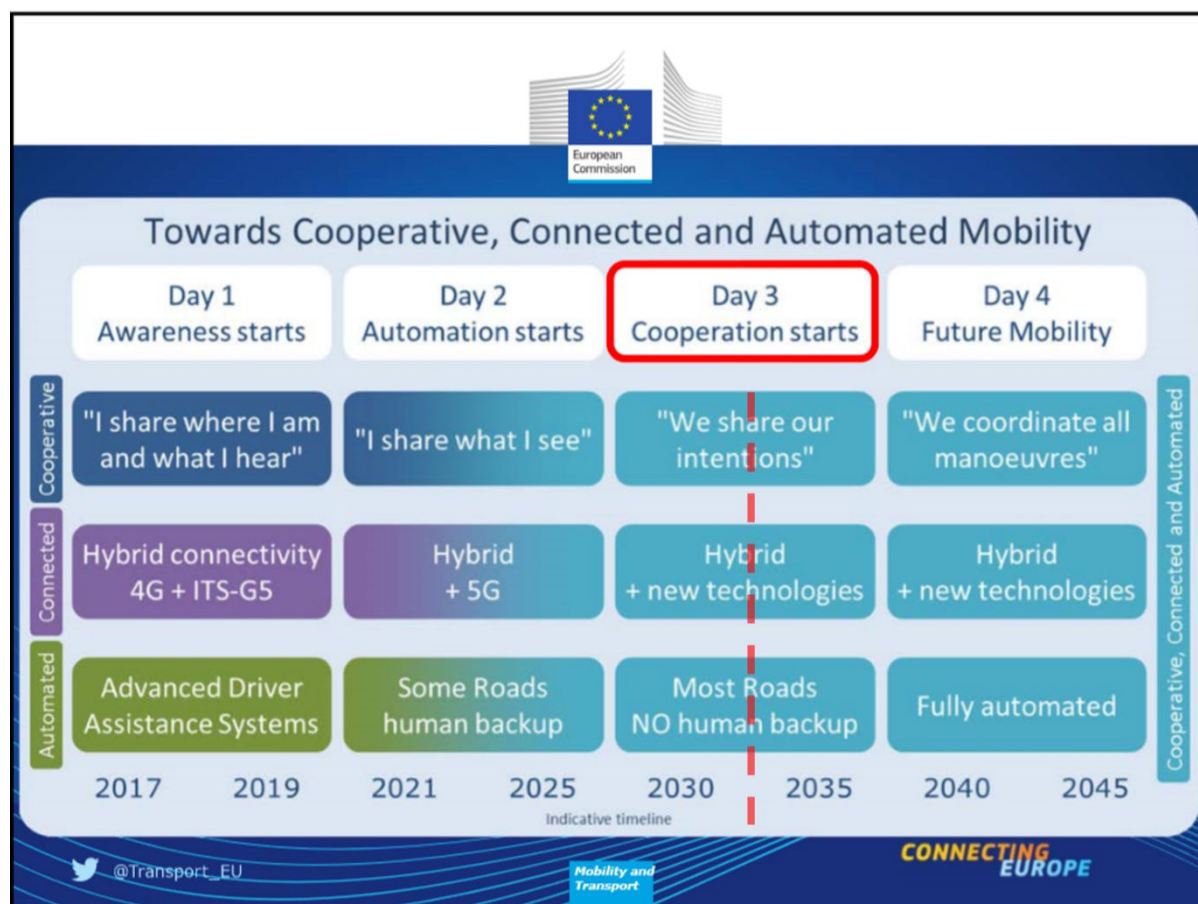 European
Commission
Towards Cooperative, Connected and Automated Mobility
Day 1
Awareness starts
Day 2
Automation starts
Day 3
Cooperation starts
Day 4
Future Mobility
Cooperative
"I share where I am
and what I hear"
"I share what I see"
"We share our
intentions"
"We coordinate all
manoeuvres"
Connected
Hybrid connectivity
4G + ITS-G5
Hybrid
+ 5G
Hybrid
+ new technologies
Hybrid
+ new technologies
Automated
Advanced Driver
Assistance Systems
Some Roads
human backup
Most Roads
NO human backup
Fully automated
Cooperative, Connected and Automated
2017 2019 2021 2025 2030 2035 2040 2045
Indicative timeline
@Transport_EU
Mobility and
Transport
CONNECTING
EUROPE